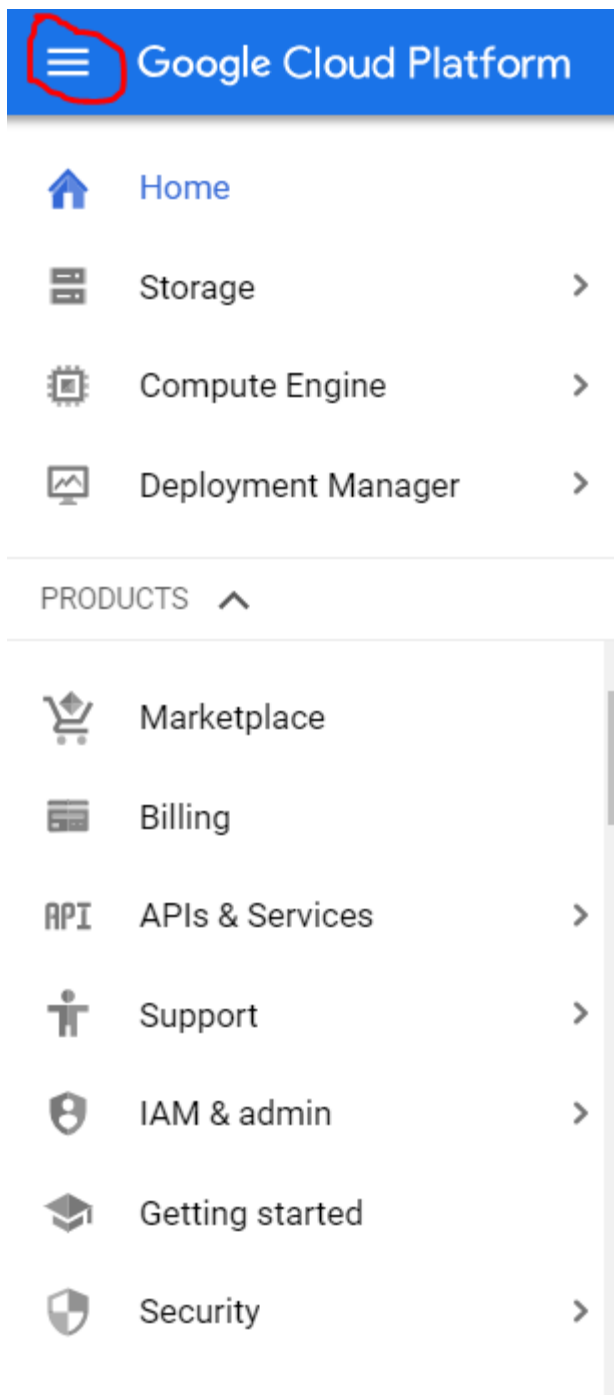 Google Cloud Platform
Home
Storage
Compute Engine
Deployment Manager
PRODUCTS
Marketplace
Billing
API APIs & Services
Support
IAM & admin
Getting started
Security